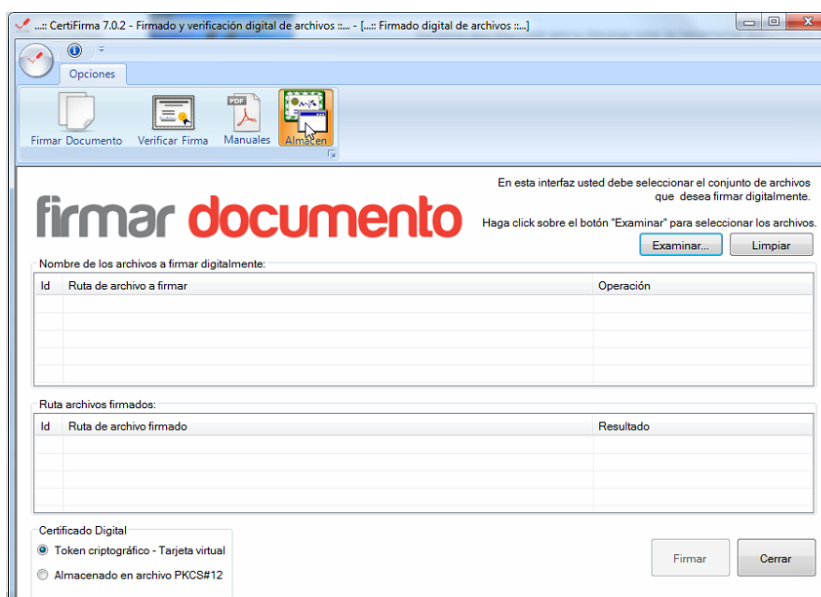 ...:: CertiFirma 7.0.2 - Firmado y verificación digital de archivos ::... - [...:: Firmado digital de archivos ::...]
Opciones
Firmar Documento
Verificar Firma
PDF
Manuales
Almacen
firmar documento
En esta interfaz usted debe seleccionar el conjunto de archivos
que desea firmar digitalmente.
Haga click sobre el botón "Examinar" para seleccionar los archivos.
Examinar... Limpiar
Nombre de los archivos a firmar digitalmente:
Id Ruta de archivo a firmar Operación
Ruta archivos firmados:
Id Ruta de archivo firmado Resultado
Certificado Digital
Token criptográfico - Tarjeta virtual
Almacenado en archivo PKCS#12
Firmar Cerrar